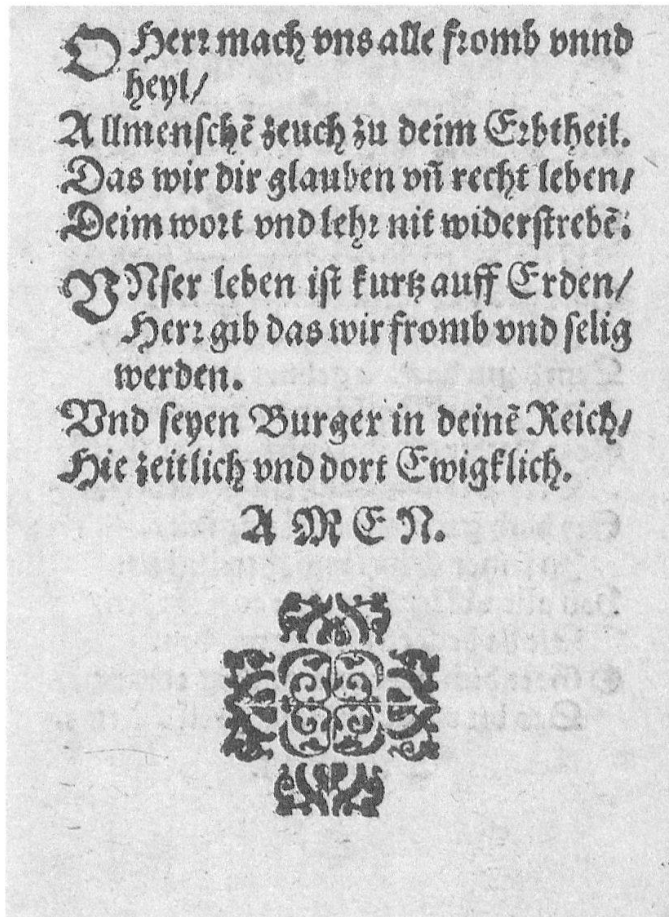 O Herr mach vns alle fromb vnnd
heyl/
Allmenschē zeuch zu deim Erbtheil.
Das wir dir glauben vn̄ recht leben/
Deim wort vnd lehr nit widerstrebē.
VNser leben ist kurtz auff Erden/
Herr gib das wir fromb vnd selig
werden.
Vnd seyen Burger in deinē Reich/
Hie zeitlich vnd dort Ewigklich.
AMEN.